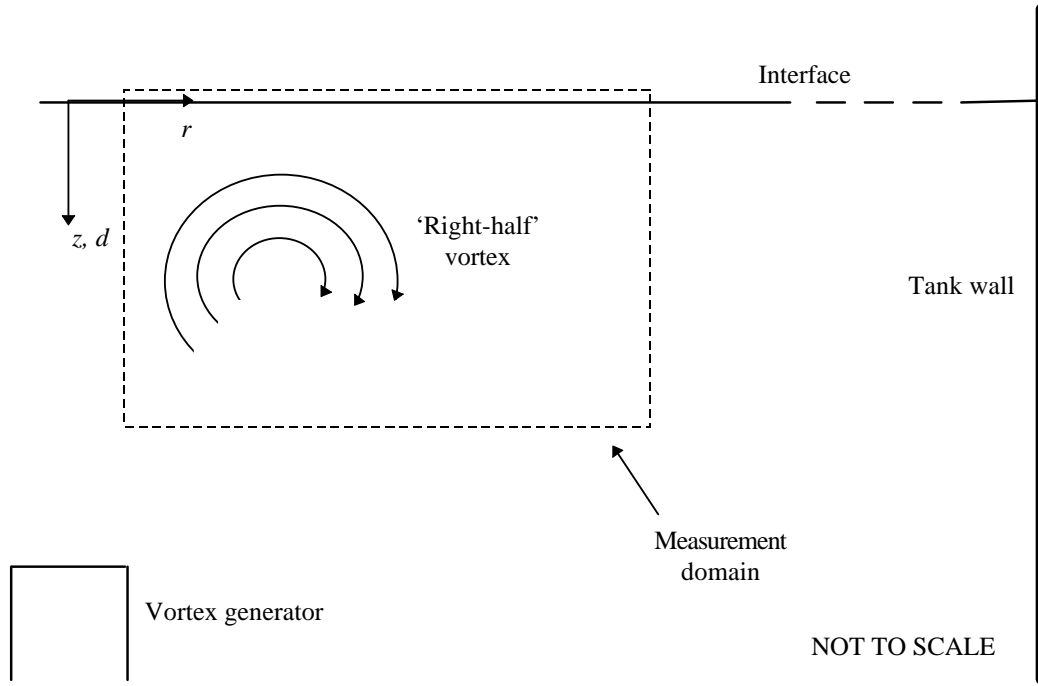 Interface
r
z, d
‘Right-half’
vortex
Tank wall
Measurement
domain
Vortex generator
NOT TO SCALE